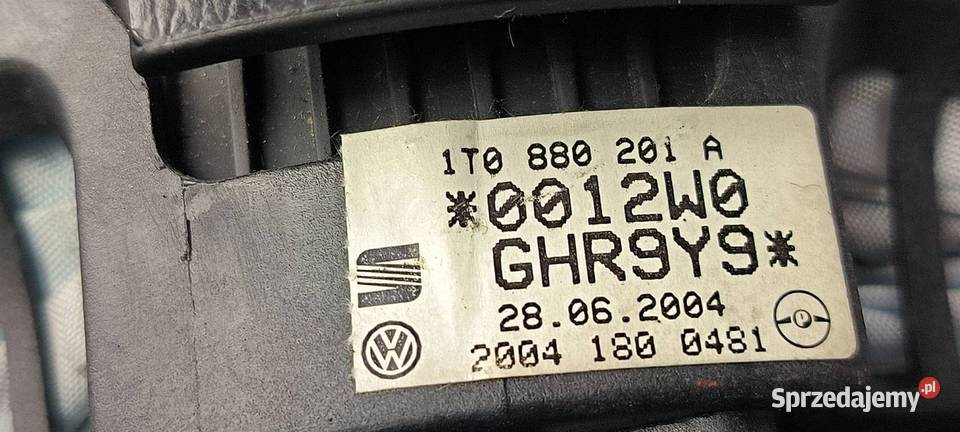 1T0 880 201 A
*0012W0
GHR9Y9*
28.06.2004
2004 180 0481
Sprzedajemy.pl